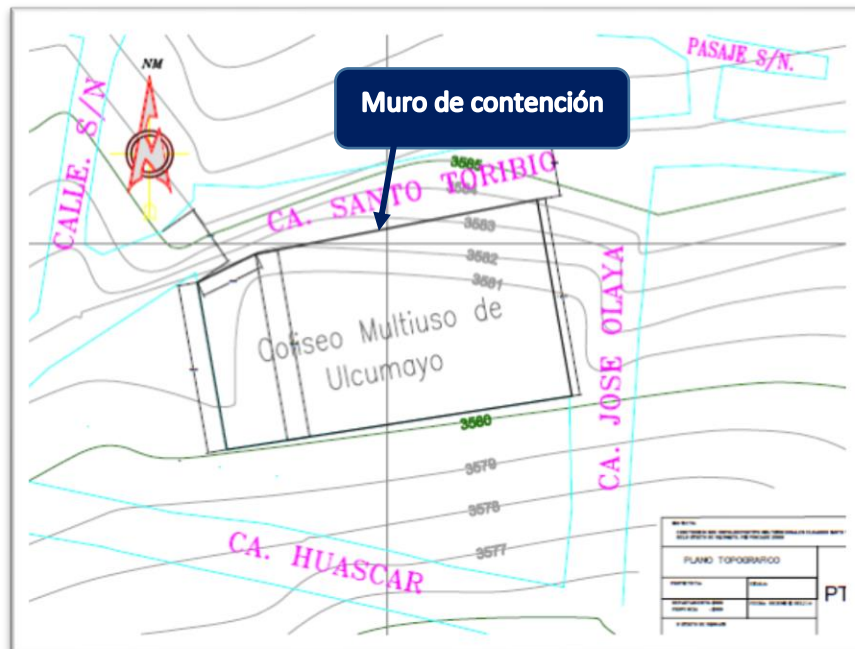 NM
PASAJE S/N.
CALLE. S/N
Muro de contención
3585
CA. SANTO TORIBIO
3583
3582
3581
Coliseo Multiuso de
Ulcumayo
CA. JOSE OLAYA
3580
3579
3578
3577
CA. HUASCAR
PLANO TOPOGRAFICO
PT